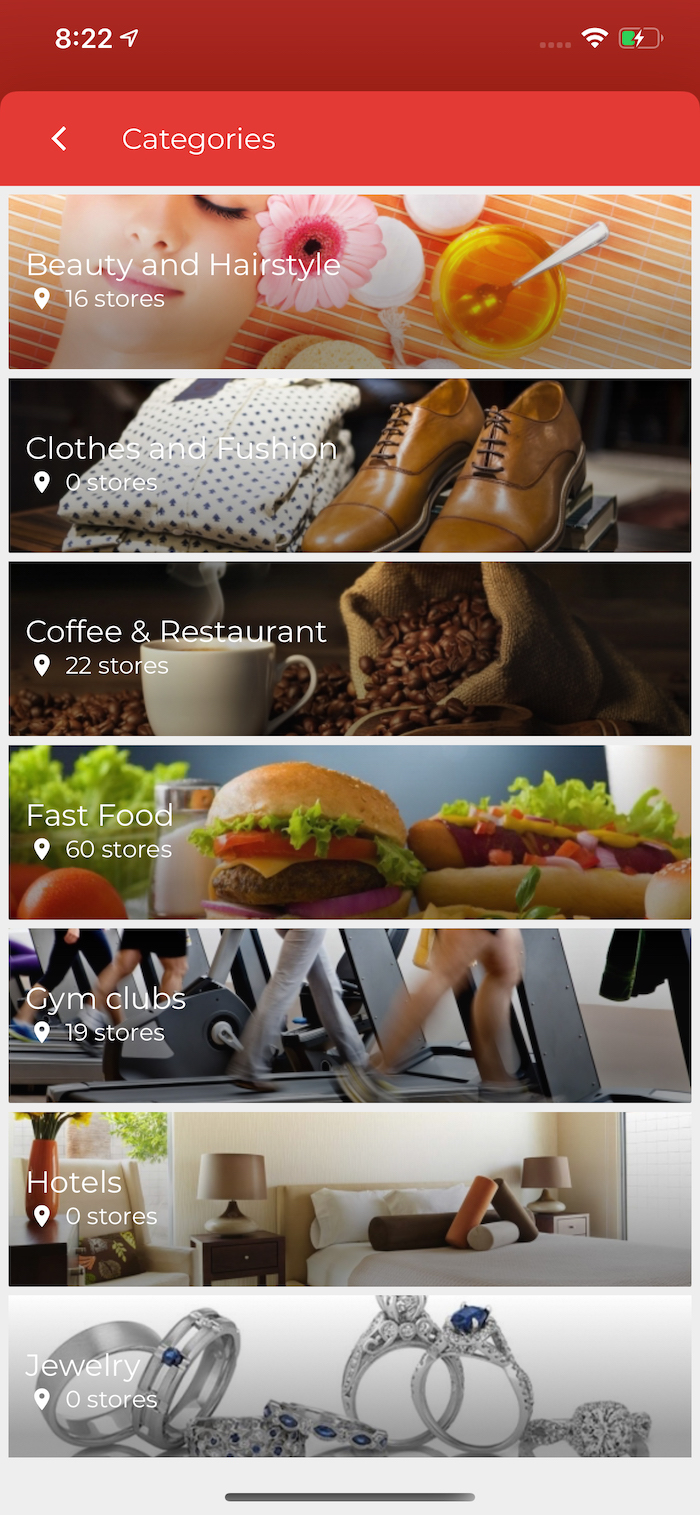 8:22
Categories
Beauty and Hairstyle
16 stores
Clothes and Fushion
0 stores
Coffee & Restaurant
22 stores
Fast Food
60 stores
Gym clubs
19 stores
Hotels
0 stores
Jewelry
0 stores